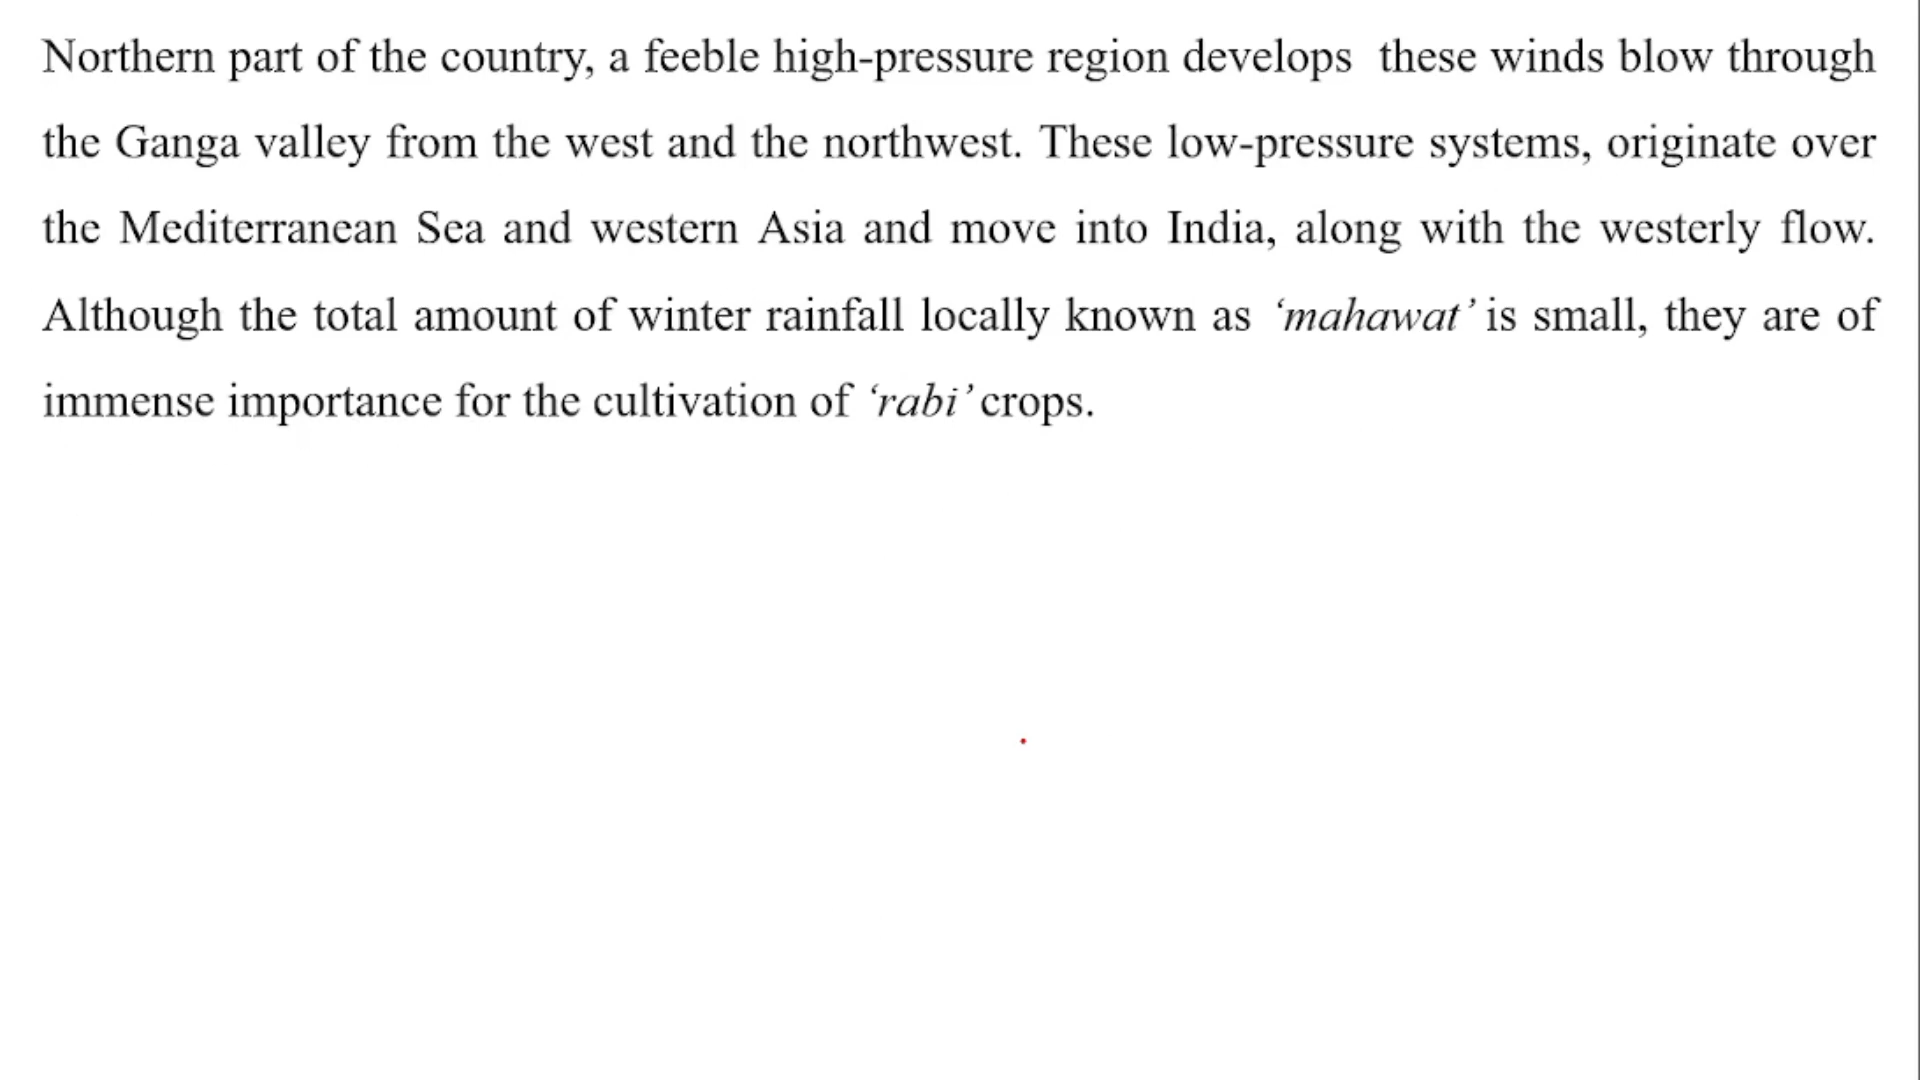 Northern part of the country, a feeble high-pressure region develops  these winds blow through
the Ganga valley from the west and the northwest. These low-pressure systems, originate over
the Mediterranean Sea and western Asia and move into India, along with the westerly flow.
Although the total amount of winter rainfall locally known as ‘mahawat’ is small, they are of
immense importance for the cultivation of ‘rabi’ crops.